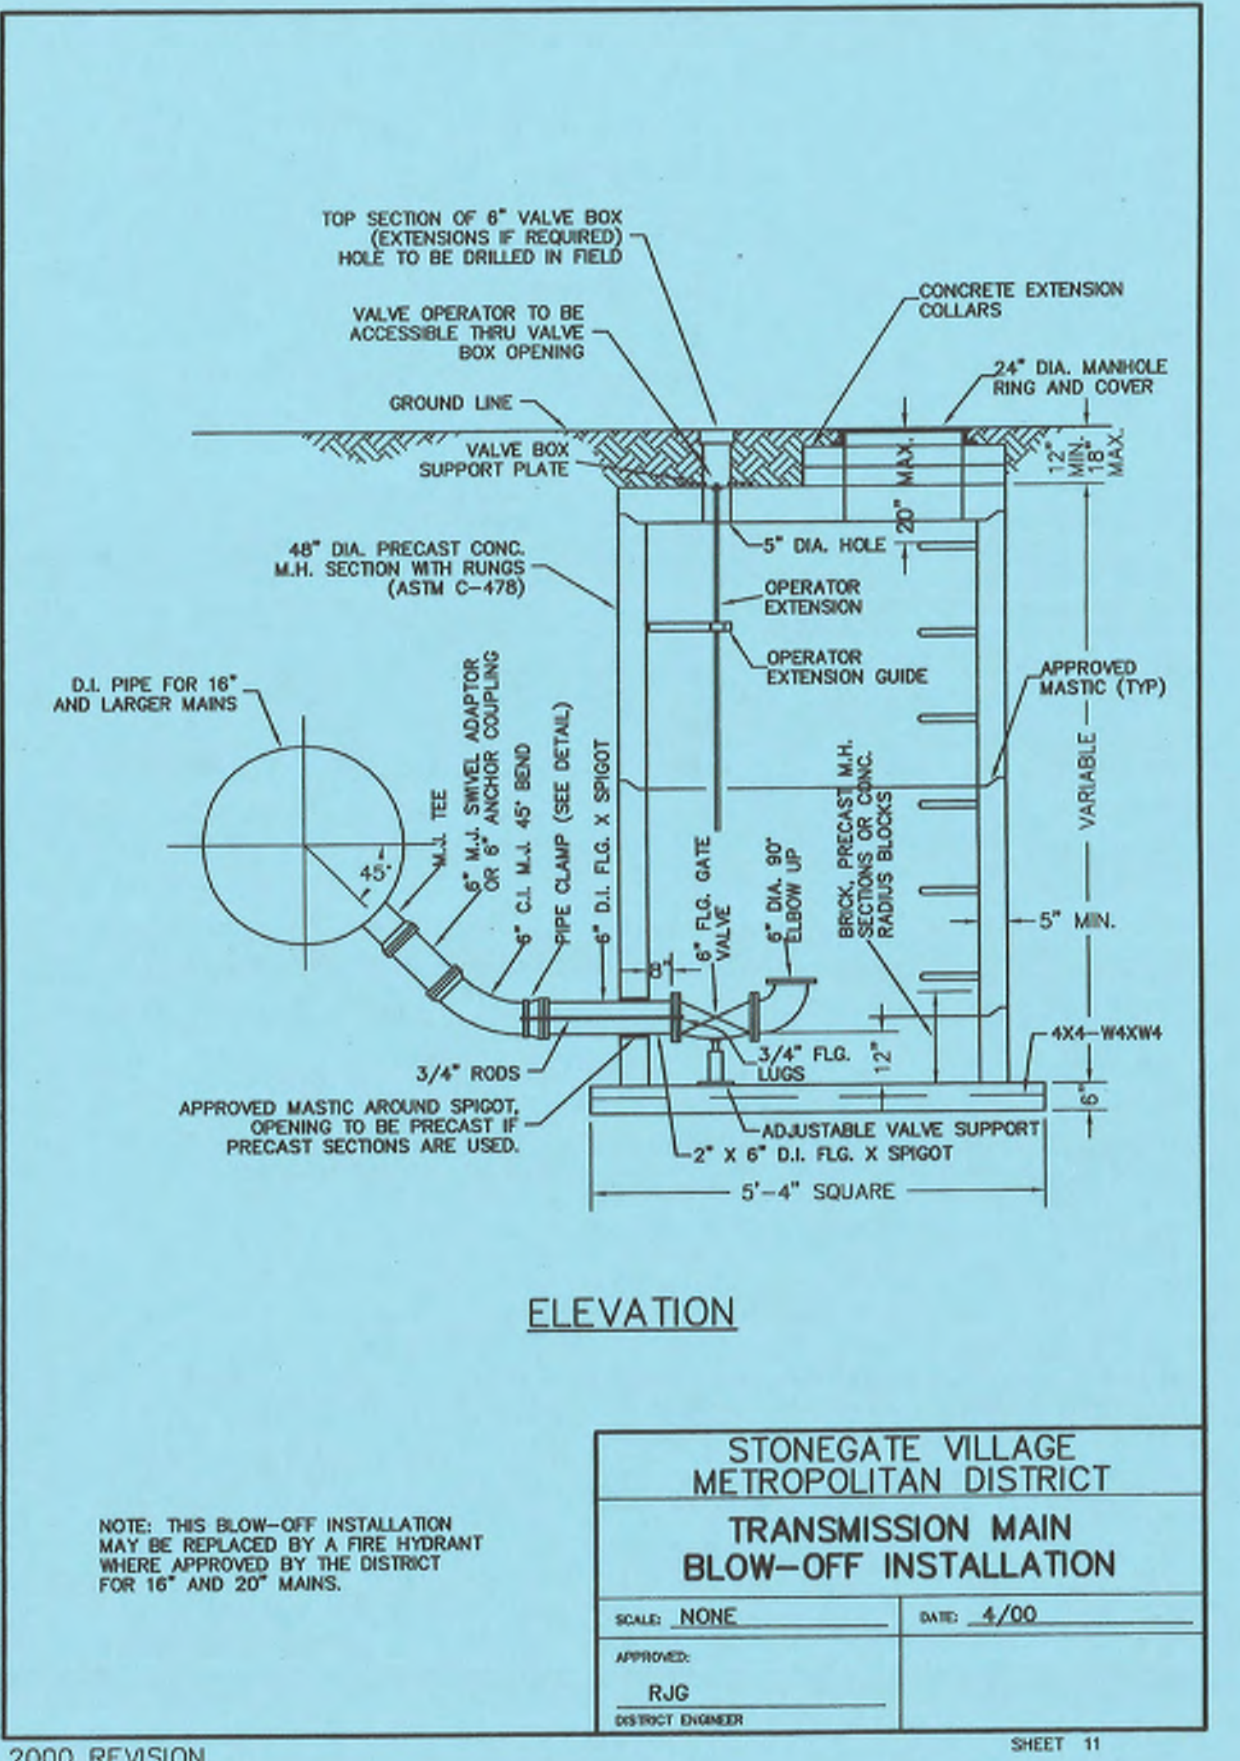 TOP SECTION OF 6" VALVE BOX
(EXTENSIONS IF REQUIRED)
HOLE TO BE DRILLED IN FIELD
VALVE OPERATOR TO BE
ACCESSIBLE THRU VALVE
BOX OPENING
CONCRETE EXTENSION
COLLARS
24" DIA. MANHOLE
RING AND COVER
GROUND LINE
VALVE BOX
SUPPORT PLATE
20" MAX.
12"
MIN.
18"
MAX.
48" DIA. PRECAST CONC.
M.H. SECTION WITH RUNGS
(ASTM C-478)
5" DIA. HOLE
OPERATOR
EXTENSION
OPERATOR
EXTENSION GUIDE
APPROVED
MASTIC (TYP)
D.I. PIPE FOR 16"
AND LARGER MAINS
45°
M.J. TEE
6" M.J. SWIVEL ADAPTOR
OR 6" ANCHOR COUPLING
6" C.I. M.J. 45° BEND
PIPE CLAMP (SEE DETAIL)
6" D.I. FLG. X SPIGOT
8"
6" FLG. GATE
VALVE
6" DIA. 90°
ELBOW UP
BRICK, PRECAST M.H.
SECTIONS OR CONC.
RADIUS BLOCKS
VARIABLE
5" MIN.
4X4-W4XW4
12"
6"
3/4" RODS
3/4" FLG.
LUGS
APPROVED MASTIC AROUND SPIGOT,
OPENING TO BE PRECAST IF
PRECAST SECTIONS ARE USED.
ADJUSTABLE VALVE SUPPORT
2" X 6" D.I. FLG. X SPIGOT
5'-4" SQUARE
ELEVATION
NOTE: THIS BLOW-OFF INSTALLATION
MAY BE REPLACED BY A FIRE HYDRANT
WHERE APPROVED BY THE DISTRICT
FOR 16" AND 20" MAINS.
STONEGATE VILLAGE
METROPOLITAN DISTRICT
TRANSMISSION MAIN
BLOW-OFF INSTALLATION
SCALE: NONE
DATE: 4/00
APPROVED:
RJG
DISTRICT ENGINEER
SHEET 11
2000 REVISION